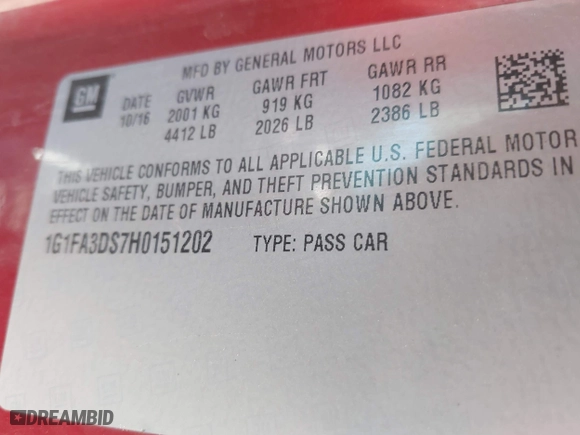 MFD BY GENERAL MOTORS LLC
GM
DATE GVWR GAWR FRT GAWR RR
10/16 2001 KG 919 KG 1082 KG
4412 LB 2026 LB 2386 LB
THIS VEHICLE CONFORMS TO ALL APPLICABLE U.S. FEDERAL MOTOR
VEHICLE SAFETY, BUMPER, AND THEFT PREVENTION STANDARDS IN
EFFECT ON THE DATE OF MANUFACTURE SHOWN ABOVE.
1G1FA3DS7H0151202 TYPE: PASS CAR
DREAMBID